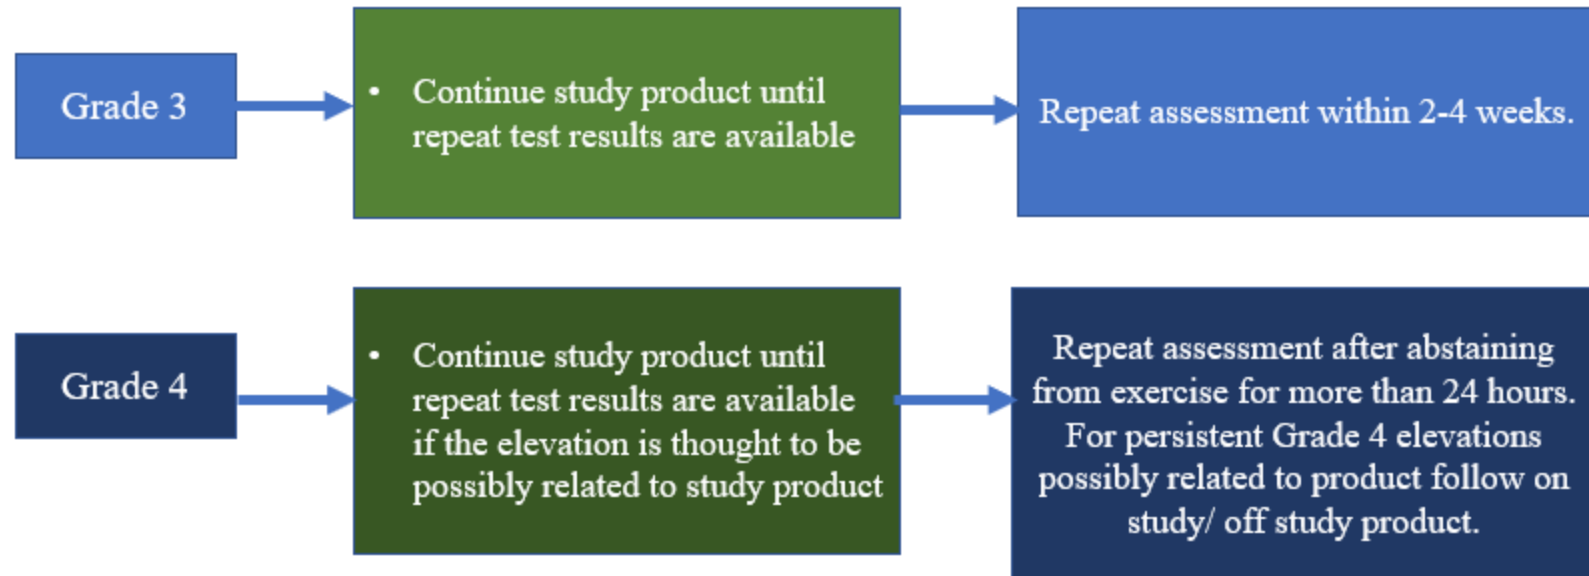 Grade 3
• Continue study product until
repeat test results are available
Repeat assessment within 2-4 weeks.
Grade 4
• Continue study product until
repeat test results are available
if the elevation is thought to be
possibly related to study product
Repeat assessment after abstaining
from exercise for more than 24 hours.
For persistent Grade 4 elevations
possibly related to product follow on
study/ off study product.